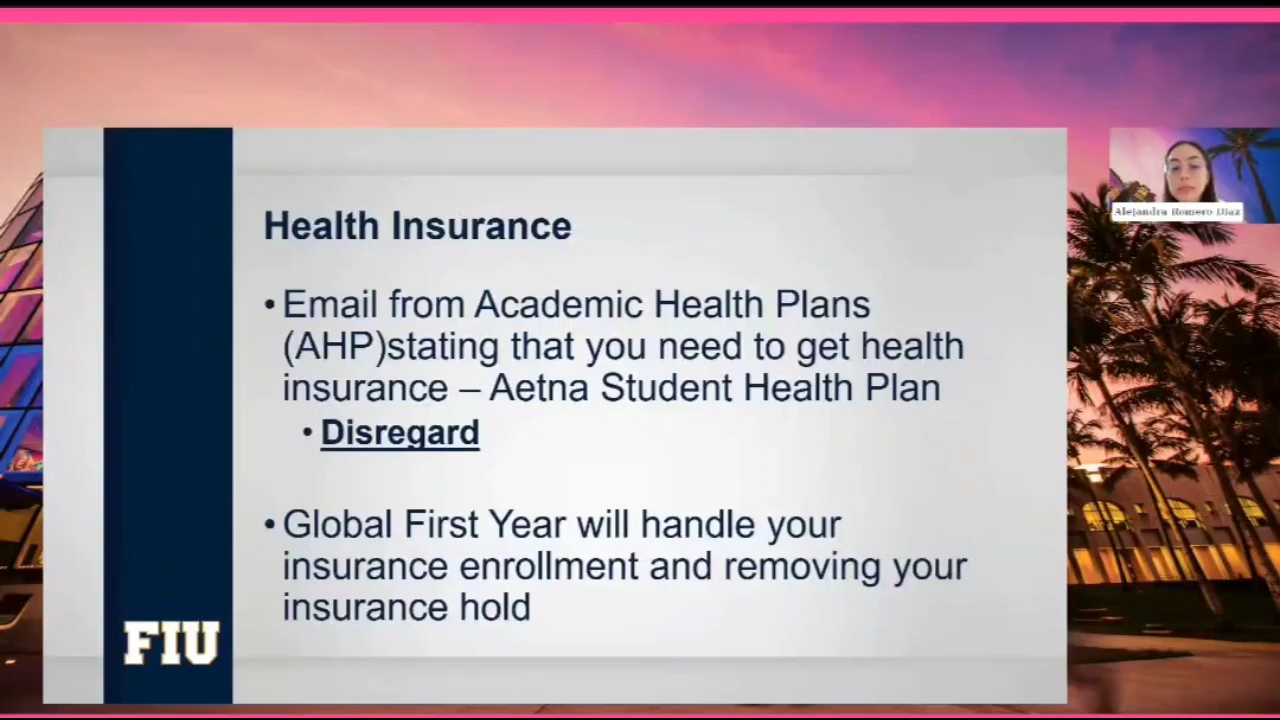 Health Insurance
• Email from Academic Health Plans
(AHP)stating that you need to get health
insurance – Aetna Student Health Plan
• Disregard
• Global First Year will handle your
insurance enrollment and removing your
insurance hold
FIU
Alejandra Romero Diaz